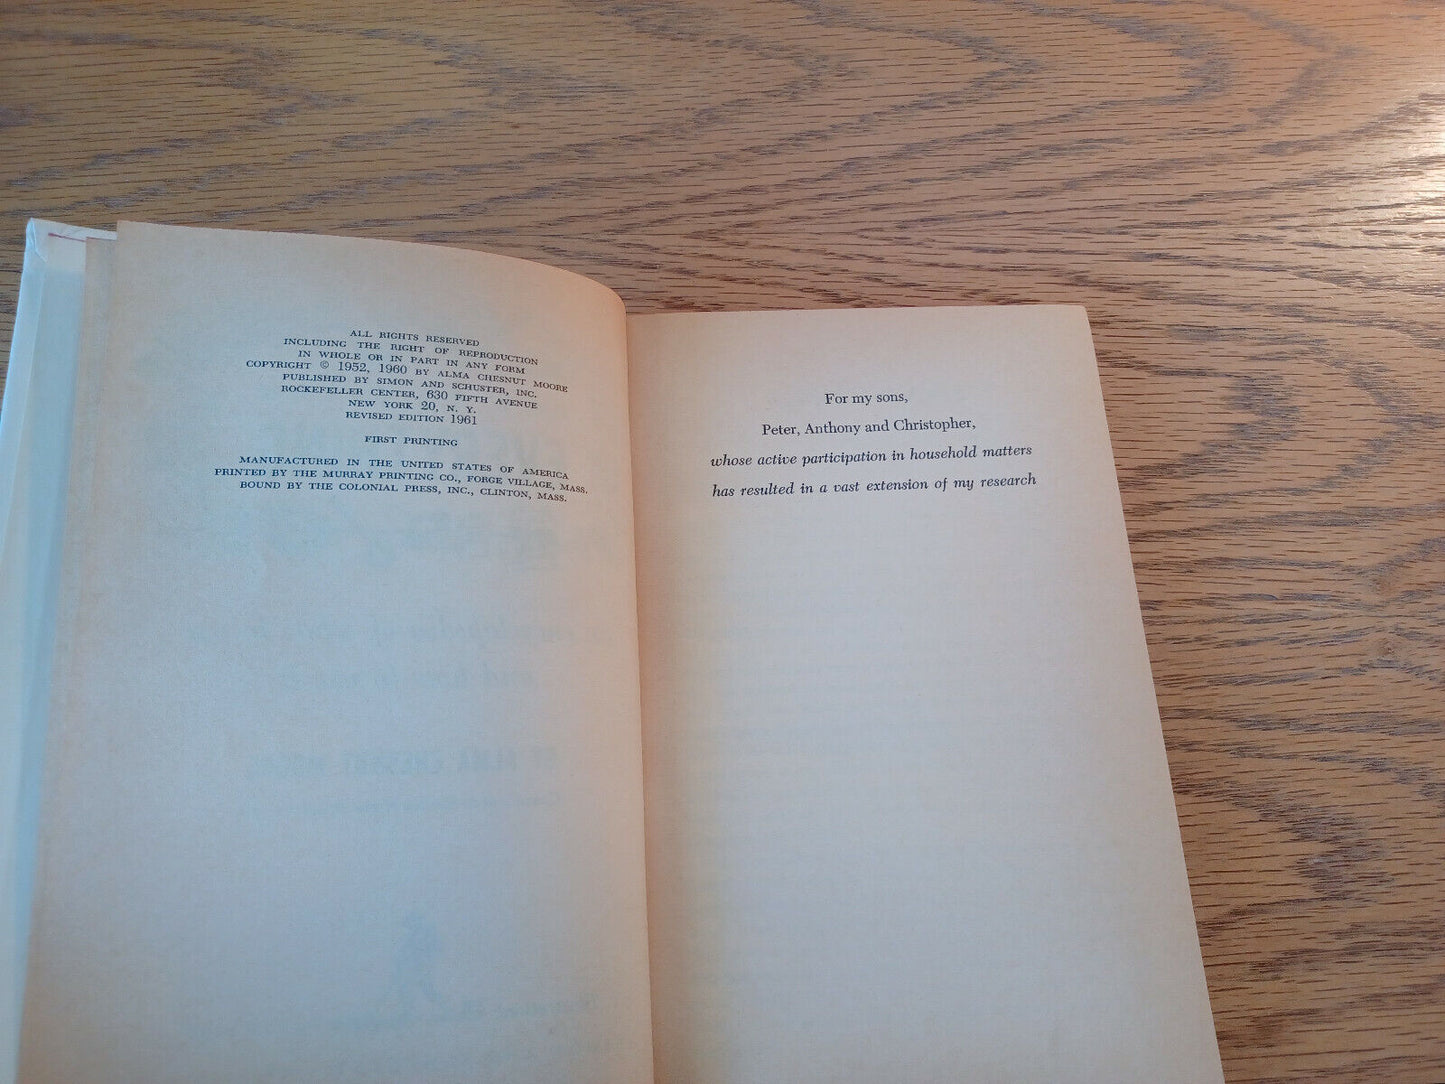 ALL RIGHTS RESERVED
INCLUDING THE RIGHT OF REPRODUCTION
IN WHOLE OR IN PART IN ANY FORM
COPYRIGHT © 1952, 1960 BY ALMA CHESNUT MOORE
PUBLISHED BY SIMON AND SCHUSTER, INC.
ROCKEFELLER CENTER, 630 FIFTH AVENUE
NEW YORK 20, N. Y.
REVISED EDITION 1961
FIRST PRINTING
MANUFACTURED IN THE UNITED STATES OF AMERICA
PRINTED BY THE MURRAY PRINTING CO., FORGE VILLAGE, MASS.
BOUND BY THE COLONIAL PRESS, INC., CLINTON, MASS.
For my sons,
Peter, Anthony and Christopher,
whose active participation in household matters
has resulted in a vast extension of my research